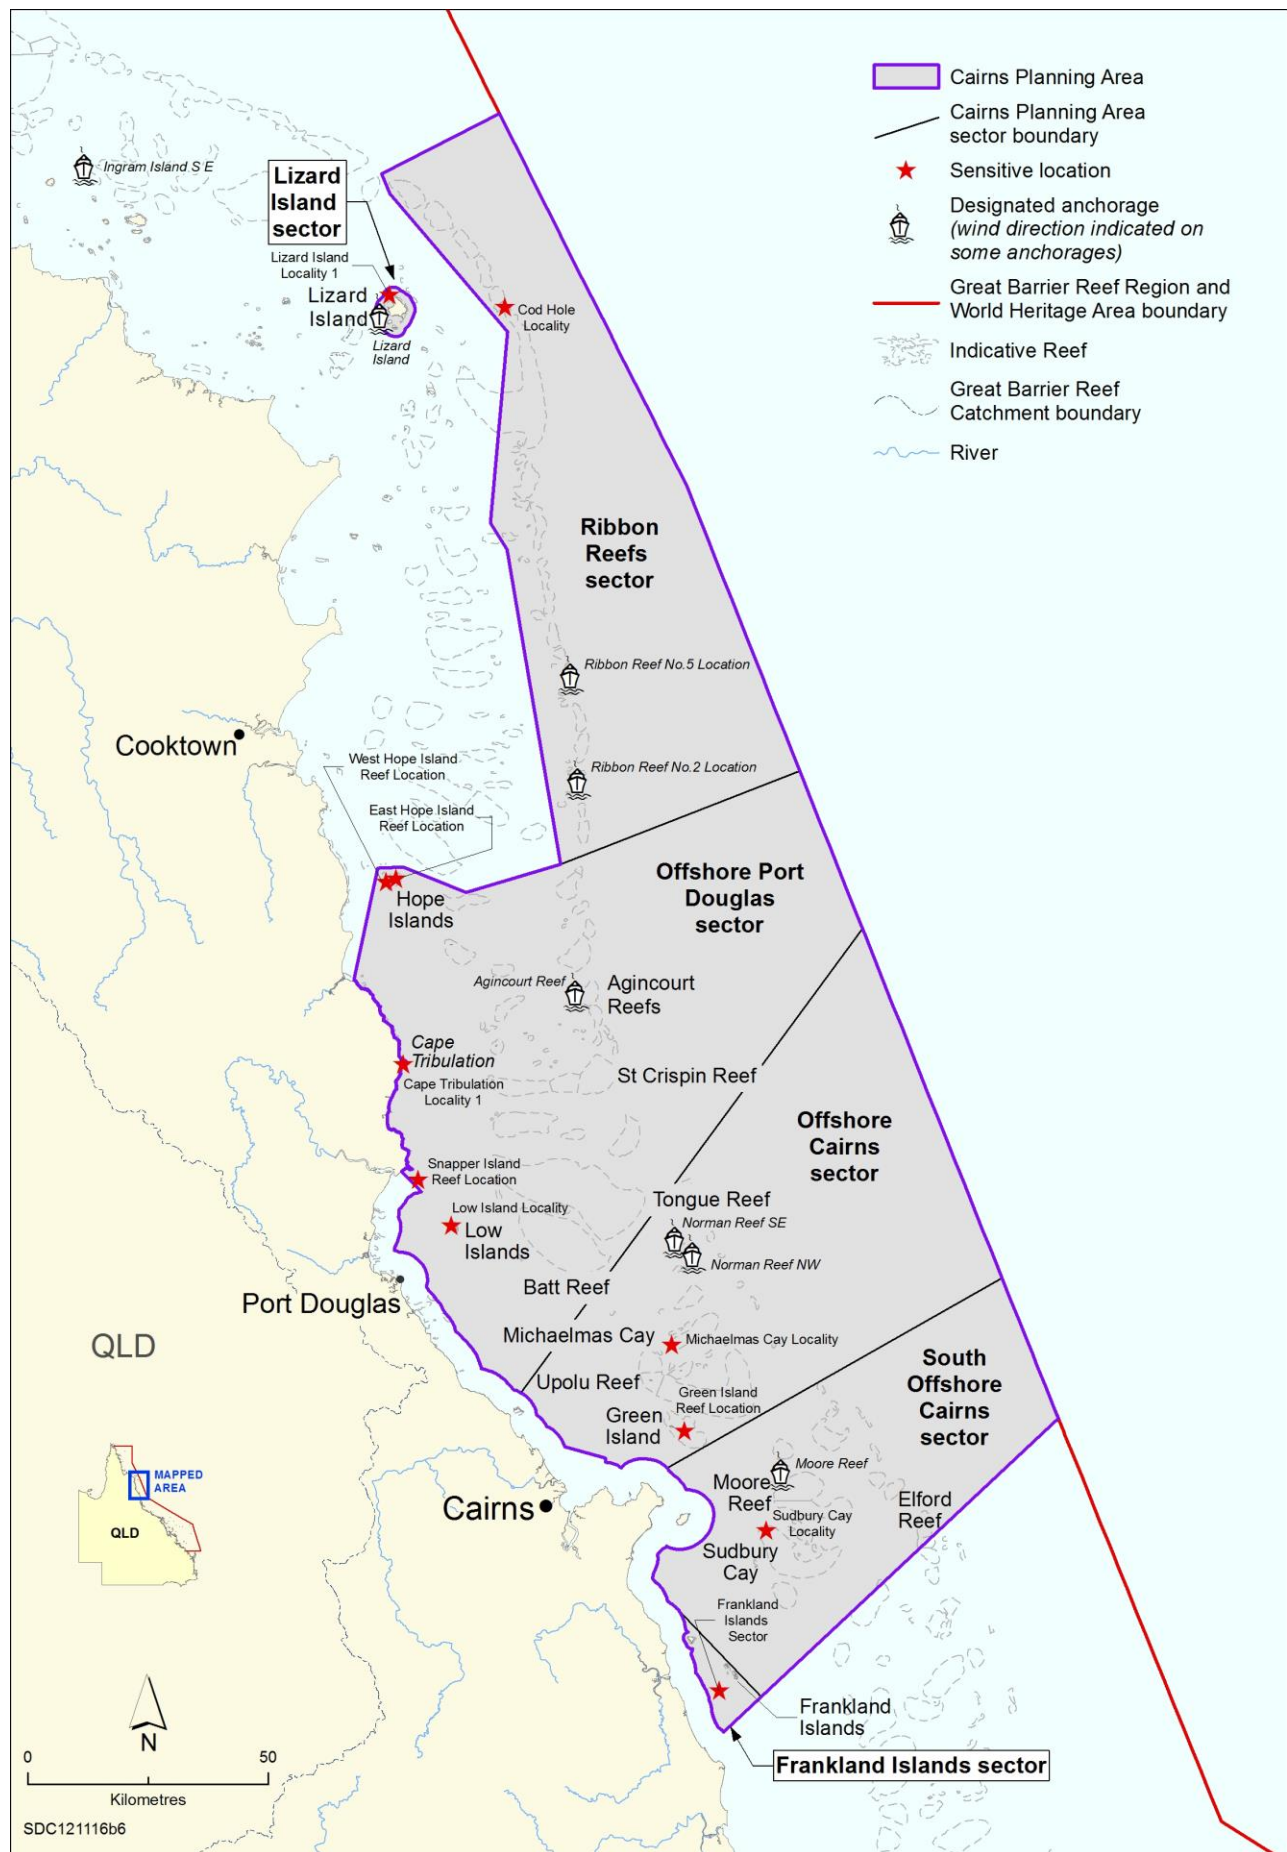 Cairns Planning Area
Cairns Planning Area
sector boundary
Sensitive location
Designated anchorage
(wind direction indicated on
some anchorages)
Great Barrier Reef Region and
World Heritage Area boundary
Indicative Reef
Great Barrier Reef
Catchment boundary
River
Ingram Island S E
Lizard
Island
sector
Lizard Island
Locality 1
Lizard
Island
Lizard
Island
Cod Hole
Locality
Ribbon
Reefs
sector
Ribbon Reef No.5 Location
Cooktown
West Hope Island
Reef Location
Ribbon Reef No.2 Location
East Hope Island
Reef Location
Hope
Islands
Offshore Port
Douglas
sector
Agincourt Reef
Agincourt
Reefs
Cape
Tribulation
Cape Tribulation
Locality 1
St Crispin Reef
Offshore
Cairns
sector
Snapper Island
Reef Location
Low Island Locality
Low
Islands
Tongue Reef
Norman Reef SE
Norman Reef NW
Batt Reef
Port Douglas
Michaelmas Cay
Michaelmas Cay Locality
QLD
Upolu Reef
Green Island
Reef Location
Green
Island
South
Offshore
Cairns
sector
Moore Reef
Moore
Reef
Elford
Reef
Cairns
Sudbury Cay
Locality
Sudbury
Cay
MAPPED
AREA
QLD
Frankland
Islands
Sector
Frankland
Islands
Frankland Islands sector
N
0 50
Kilometres
SDC121116b6